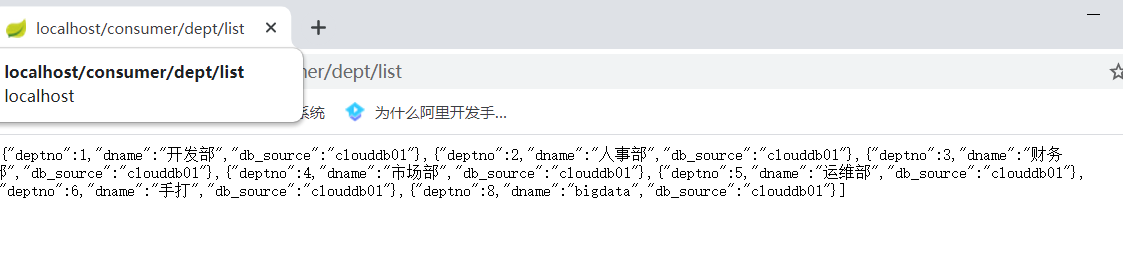 localhost/consumer/dept/list
localhost/consumer/dept/list
localhost
er/dept/list
系统 为什么阿里开发手...
{"deptno":1,"dname":"开发部","db_source":"clouddb01"},{"deptno":2,"dname":"人事部","db_source":"clouddb01"},{"deptno":3,"dname":"财务
部","db_source":"clouddb01"},{"deptno":4,"dname":"市场部","db_source":"clouddb01"},{"deptno":5,"dname":"运维部","db_source":"clouddb01"},
"deptno":6,"dname":"手打","db_source":"clouddb01"},{"deptno":8,"dname":"bigdata","db_source":"clouddb01"}]